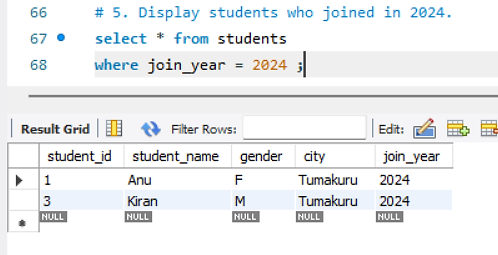 66 # 5. Display students who joined in 2024.
67 select * from students
68 where join_year = 2024 ;
Result Grid Filter Rows: Edit:
student_id student_name gender city join_year
1 Anu F Tumakuru 2024
3 Kiran M Tumakuru 2024
NULL NULL NULL NULL NULL